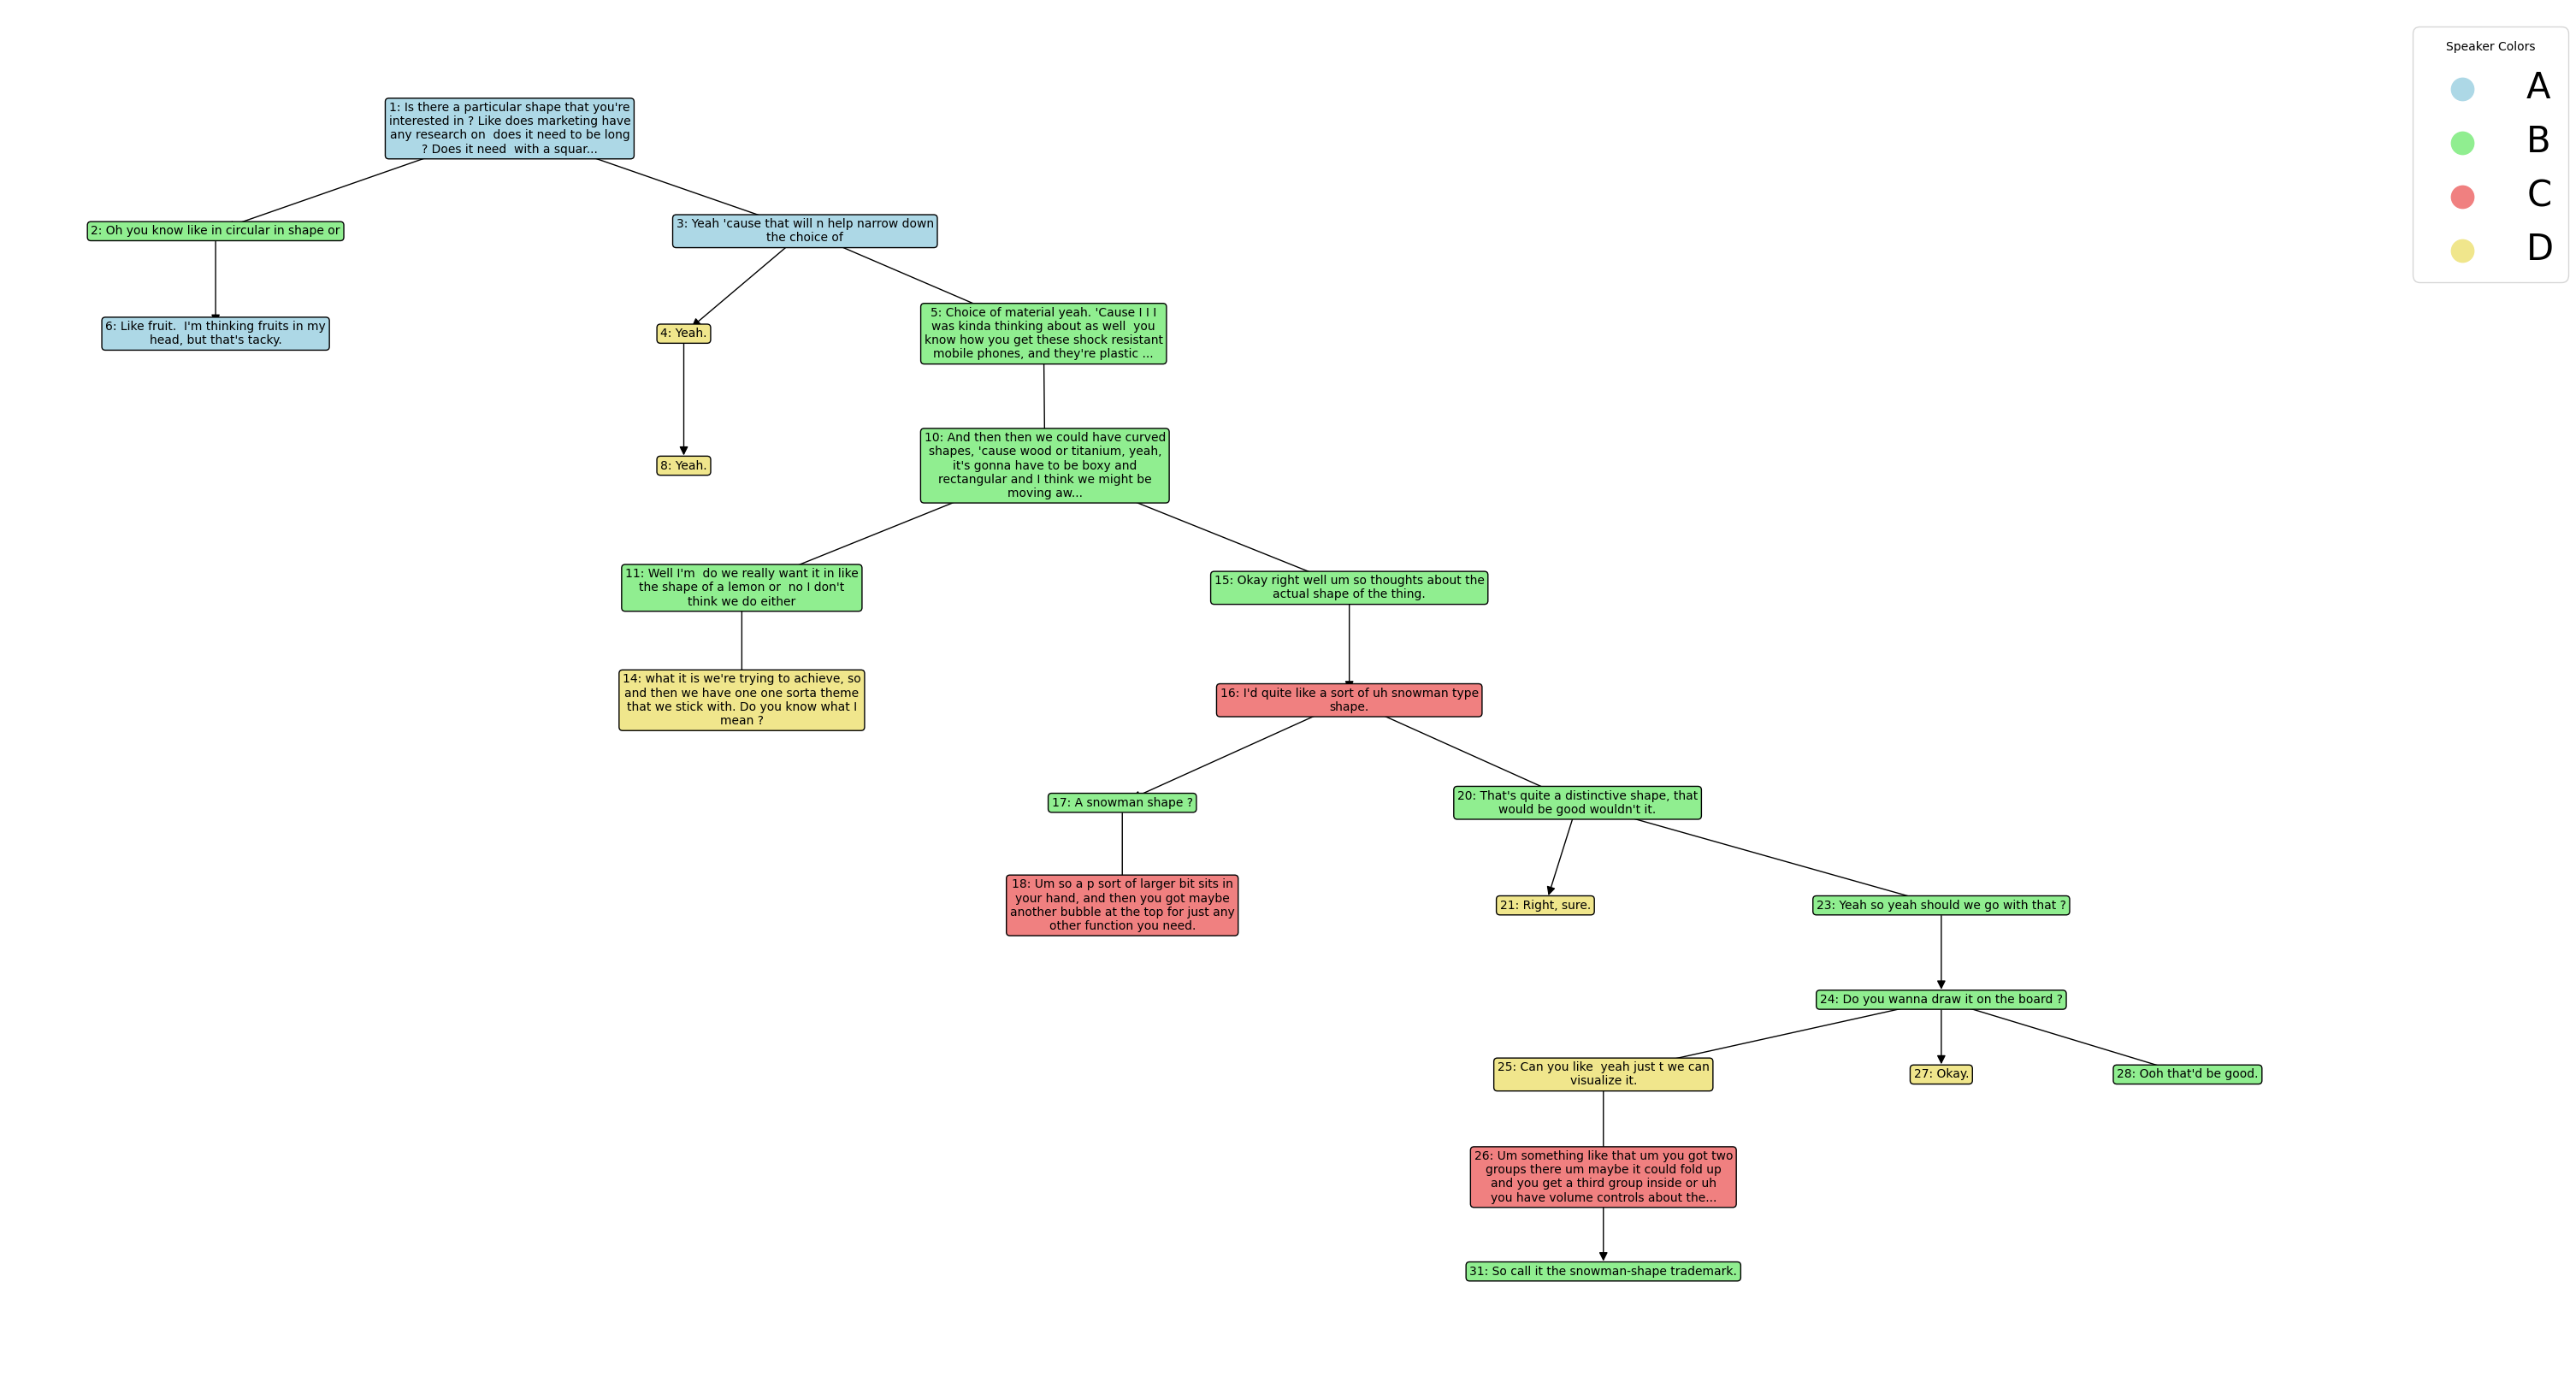 Speaker Colors
A
B
C
D
1: Is there a particular shape that you're
interested in ? Like does marketing have
any research on  does it need to be long
? Does it need  with a squar...
2: Oh you know like in circular in shape or
3: Yeah 'cause that will n help narrow down
the choice of
6: Like fruit.  I'm thinking fruits in my
head, but that's tacky.
4: Yeah.
5: Choice of material yeah. 'Cause I I I
was kinda thinking about as well  you
know how you get these shock resistant
mobile phones, and they're plastic ...
8: Yeah.
10: And then then we could have curved
shapes, 'cause wood or titanium, yeah,
it's gonna have to be boxy and
rectangular and I think we might be
moving aw...
11: Well I'm  do we really want it in like
the shape of a lemon or  no I don't
think we do either
15: Okay right well um so thoughts about the
actual shape of the thing.
14: what it is we're trying to achieve, so
and then we have one one sorta theme
that we stick with. Do you know what I
mean ?
16: I'd quite like a sort of uh snowman type
shape.
17: A snowman shape ?
20: That's quite a distinctive shape, that
would be good wouldn't it.
18: Um so a p sort of larger bit sits in
your hand, and then you got maybe
another bubble at the top for just any
other function you need.
21: Right, sure.
23: Yeah so yeah should we go with that ?
24: Do you wanna draw it on the board ?
25: Can you like  yeah just t we can
visualize it.
27: Okay.
28: Ooh that'd be good.
26: Um something like that um you got two
groups there um maybe it could fold up
and you get a third group inside or uh
you have volume controls about the...
31: So call it the snowman-shape trademark.